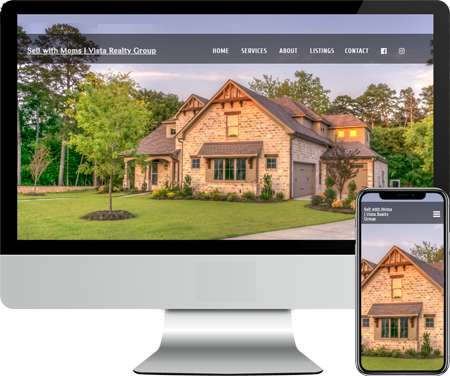 Sell with Moms | Vista Realty Group
HOME SERVICES ABOUT LISTINGS CONTACT
Sell with Moms
| Vista Realty
Group